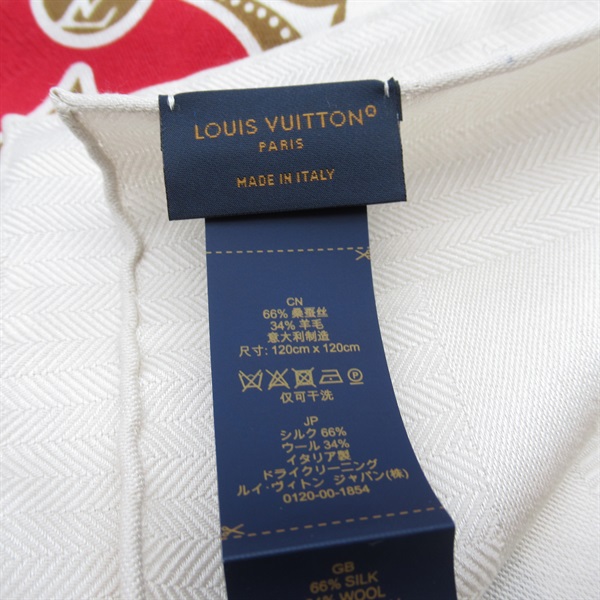 LOUIS VUITTON®
PARIS
MADE IN ITALY
CN
66% 桑蚕丝
34% 羊毛
意大利制造
尺寸: 120cm x 120cm
仅可干洗
JP
シルク 66%
ウール 34%
イタリア製
ドライクリーニング
ルイ・ヴィトン ジャパン(株)
0120-00-1854
GB
66% SILK
34% WOOL